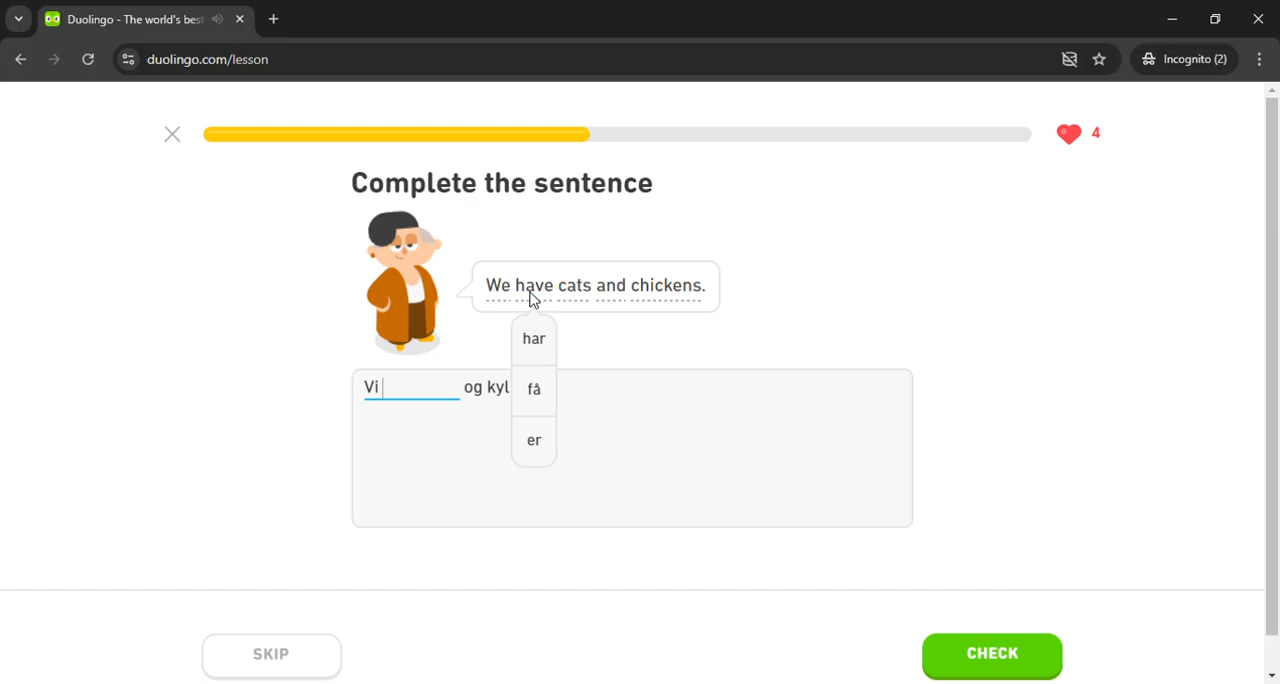 Duolingo - The world's bes
duolingo.com/lesson
Incognito (2)
4
Complete the sentence
We have cats and chickens.
har
få
er
Vi og kyl
SKIP
CHECK